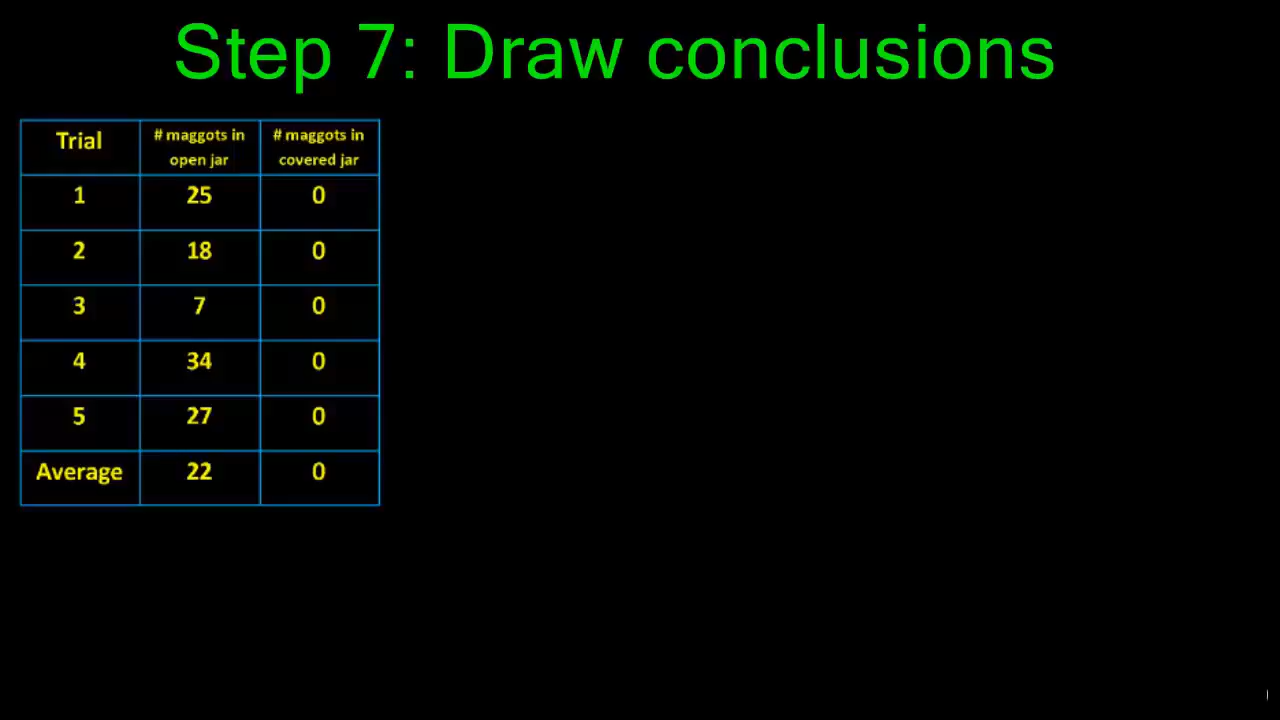 Step 7: Draw conclusions
Trial # maggots in open jar # maggots in covered jar
1 25 0
2 18 0
3 7 0
4 34 0
5 27 0
Average 22 0